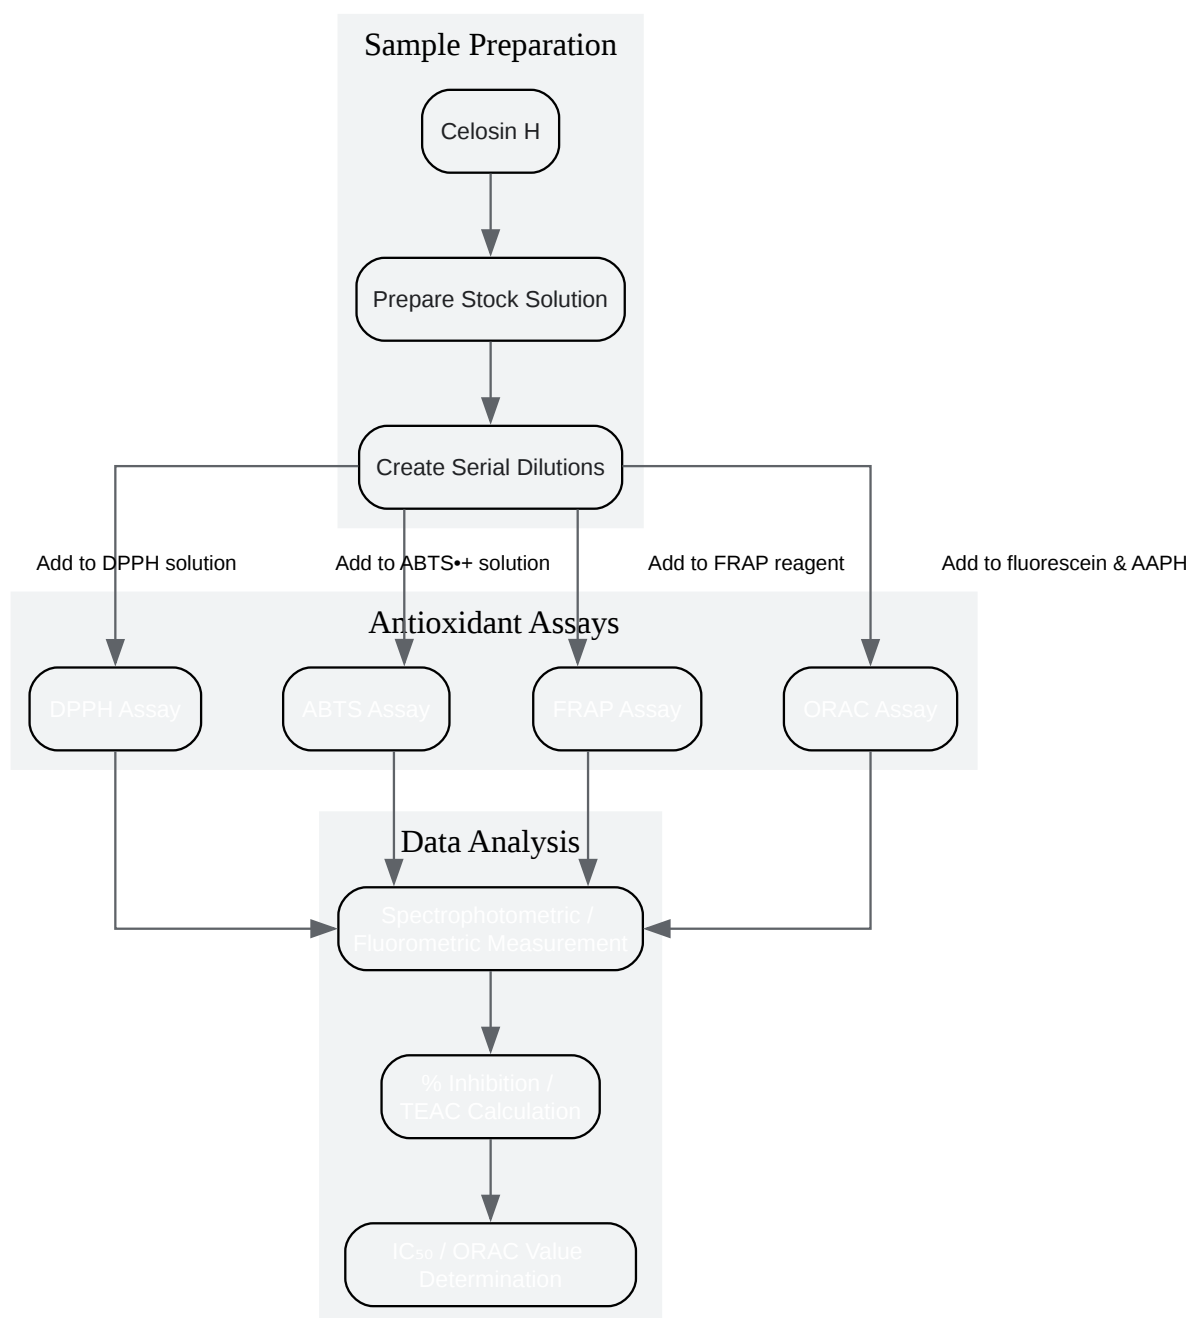 Sample Preparation
Celosin H
Prepare Stock Solution
Create Serial Dilutions
Add to DPPH solution
Add to ABTS•+ solution
Add to FRAP reagent
Add to fluorescein & AAPH
Antioxidant Assays
DPPH Assay
ABTS Assay
FRAP Assay
ORAC Assay
Data Analysis
Spectrophotometric /
Fluorometric Measurement
% Inhibition /
TEAC Calculation
IC₅₀ / ORAC Value
Determination